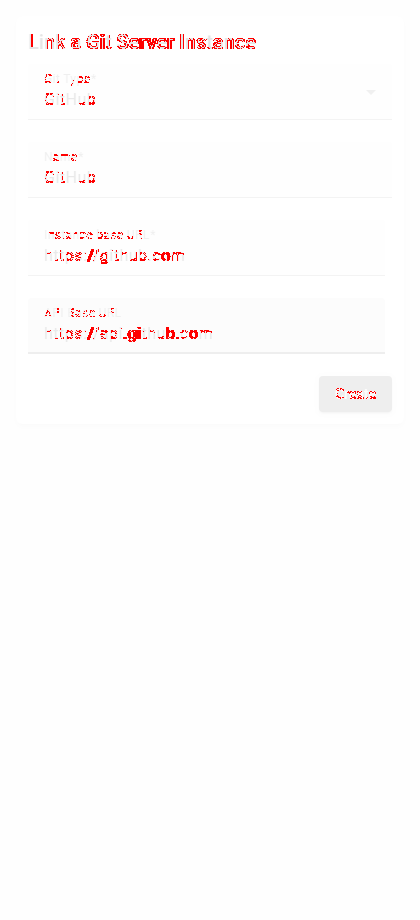 Link a Git Server Instance
Git Type
GitHub
Name
GitHub
Instance base URL *
https://github.com
API Base URL
https://api.github.com
Create